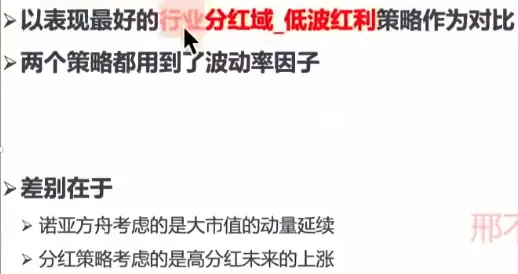 以表现最好的行业分红域_低波红利策略作为对比
两个策略都用到了波动率因子
差别在于
诺亚方舟考虑的是大市值的动量延续
邢不
分红策略考虑的是高分红未来的上涨